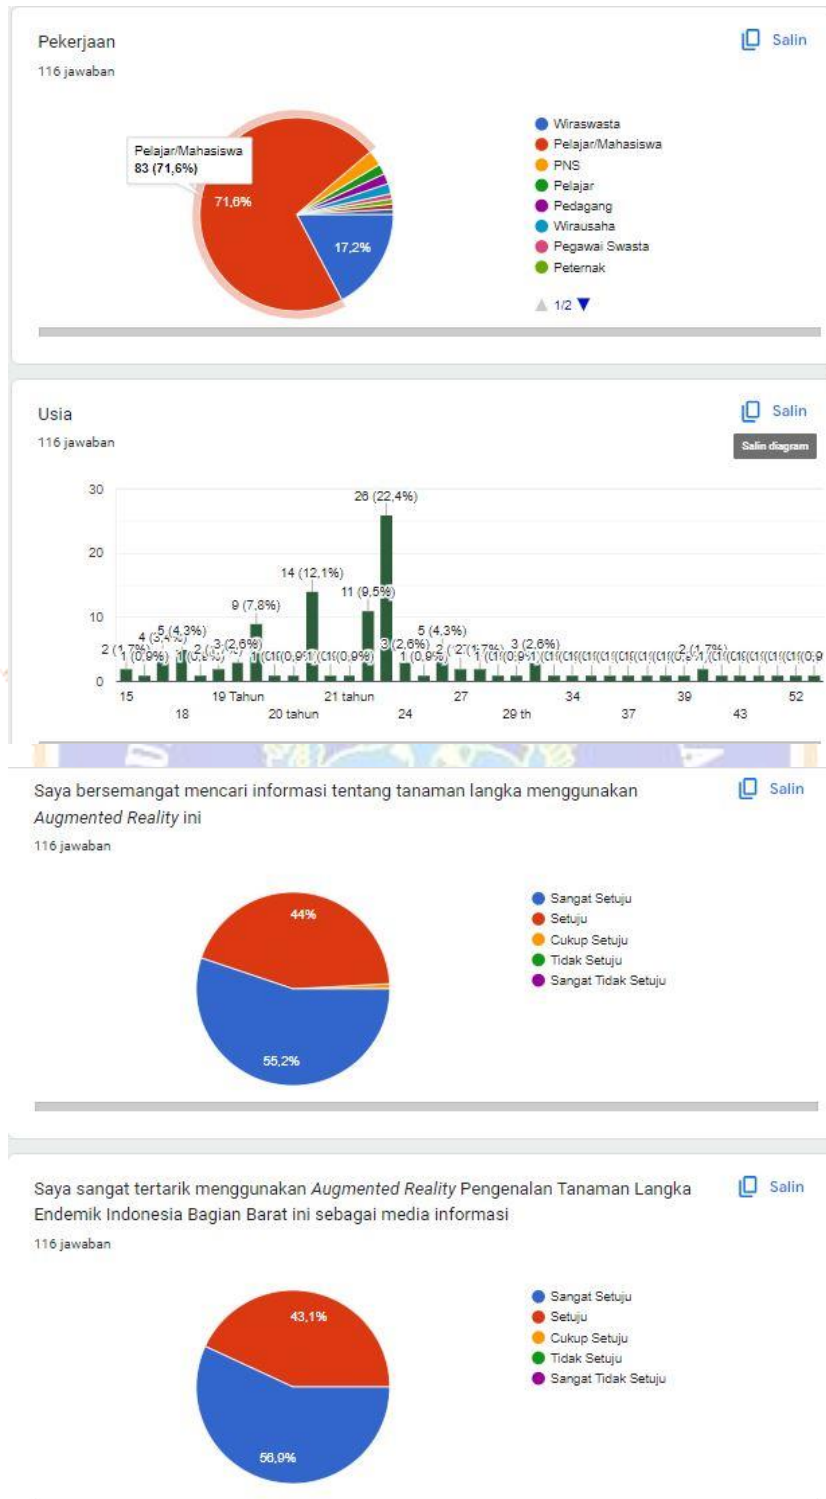 Pekerjaan
Salin
116 jawaban
Pelajar/Mahasiswa
83 (71,6%)
71,6%
17,2%
Wiraswasta
Pelajar/Mahasiswa
PNS
Pelajar
Pedagang
Wirausaha
Pegawai Swasta
Peternak
1/2
Usia
Salin
116 jawaban
Salin diagram
30
20
10
0
26 (22,4%)
14 (12,1%)
11 (9,5%)
9 (7,8%)
5 (4,3%)
5 (4,3%)
3 (2,6%)
3 (2,6%)
3 (2,6%)
15 19 Tahun 21 tahun 27 34 39 52
18 20 tahun 24 29 th 37 43
Saya bersemangat mencari informasi tentang tanaman langka menggunakan
Augmented Reality ini
Salin
116 jawaban
44%
55,2%
Sangat Setuju
Setuju
Cukup Setuju
Tidak Setuju
Sangat Tidak Setuju
Saya sangat tertarik menggunakan Augmented Reality Pengenalan Tanaman Langka
Endemik Indonesia Bagian Barat ini sebagai media informasi
Salin
116 jawaban
43,1%
56,9%
Sangat Setuju
Setuju
Cukup Setuju
Tidak Setuju
Sangat Tidak Setuju